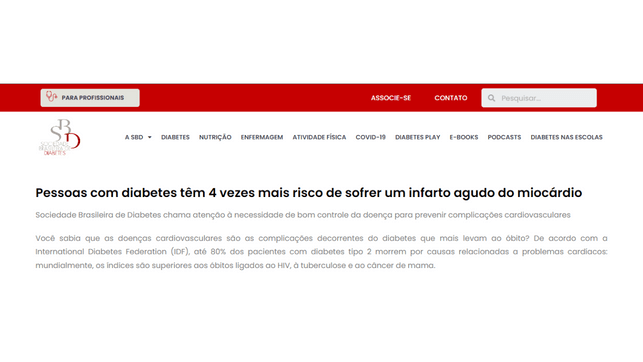 PARA PROFISSIONAIS
ASSOCIE-SE CONTATO Pesquisar...
SBD
SOCIEDADE
BRASILEIRA DE
DIABETES
A SBD DIABETES NUTRIÇÃO ENFERMAGEM ATIVIDADE FÍSICA COVID-19 DIABETES PLAY E-BOOKS PODCASTS DIABETES NAS ESCOLAS
Pessoas com diabetes têm 4 vezes mais risco de sofrer um infarto agudo do miocárdio
Sociedade Brasileira de Diabetes chama atenção à necessidade de bom controle da doença para prevenir complicações cardiovasculares
Você sabia que as doenças cardiovasculares são as complicações decorrentes do diabetes que mais levam ao óbito? De acordo com a
International Diabetes Federation (IDF), até 80% dos pacientes com diabetes tipo 2 morrem por causas relacionadas a problemas cardíacos:
mundialmente, os índices são superiores aos óbitos ligados ao HIV, à tuberculose e ao câncer de mama.